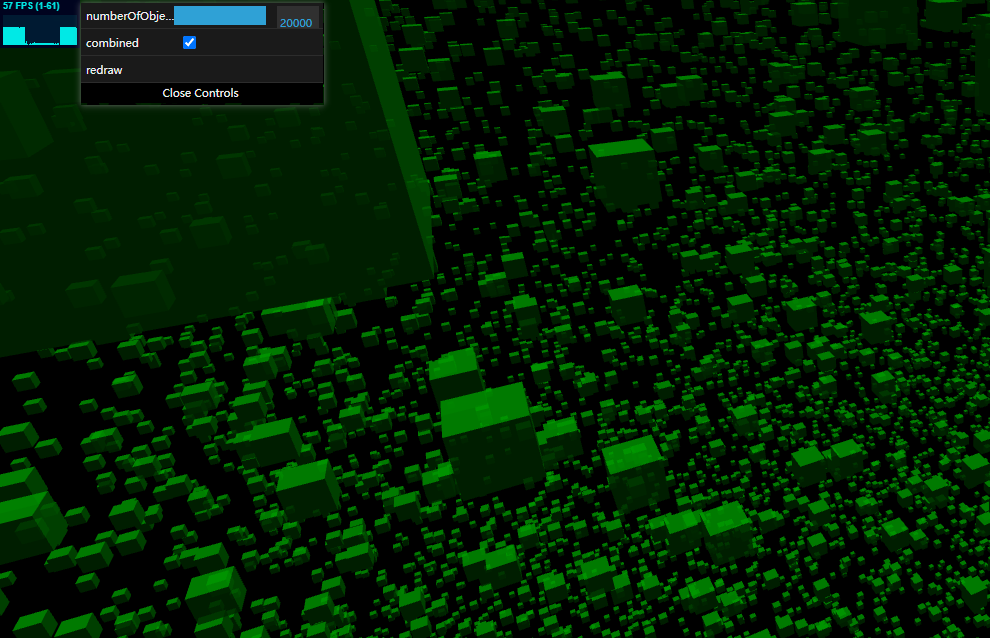 57 FPS (1-61)
numberOfObje... 20000
combined
redraw
Close Controls